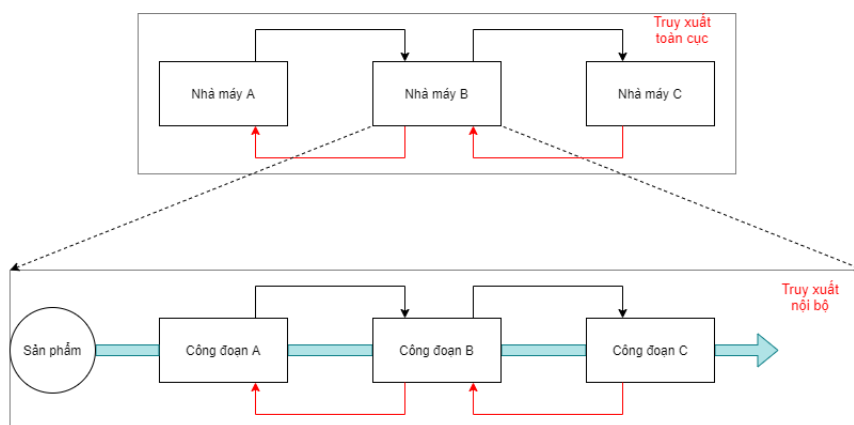 Truy xuất
toàn cục
Nhà máy A
Nhà máy B
Nhà máy C
Truy xuất
nội bộ
Sản phẩm
Công đoạn A
Công đoạn B
Công đoạn C